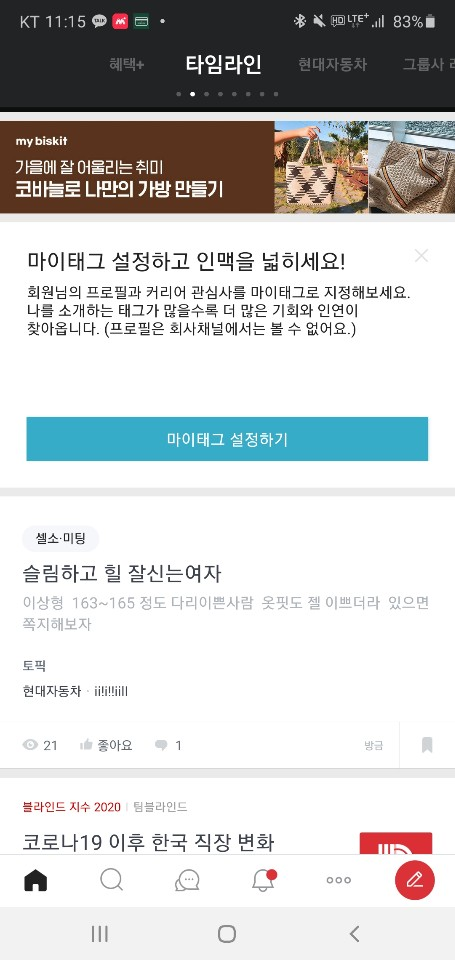 KT 11:15
HD LTE+ 83%
혜택+ 타임라인 현대자동차 그룹사
my biskit
가을에 잘 어울리는 취미
코바늘로 나만의 가방 만들기
마이태그 설정하고 인맥을 넓히세요!
회원님의 프로필과 커리어 관심사를 마이태그로 지정해보세요.
나를 소개하는 태그가 많을수록 더 많은 기회와 인연이
찾아옵니다. (프로필은 회사채널에서는 볼 수 없어요.)
마이태그 설정하기
셀소·미팅
슬림하고 힐 잘신는여자
이상형 163~165 정도 다리이쁜사람 옷핏도 젤 이쁘더라 있으면
쪽지해보자
토픽
현대자동차 · ii!i!!iill
21 좋아요 1 방금
블라인드 지수 2020 | 팀블라인드
코로나19 이후 한국 직장 변화